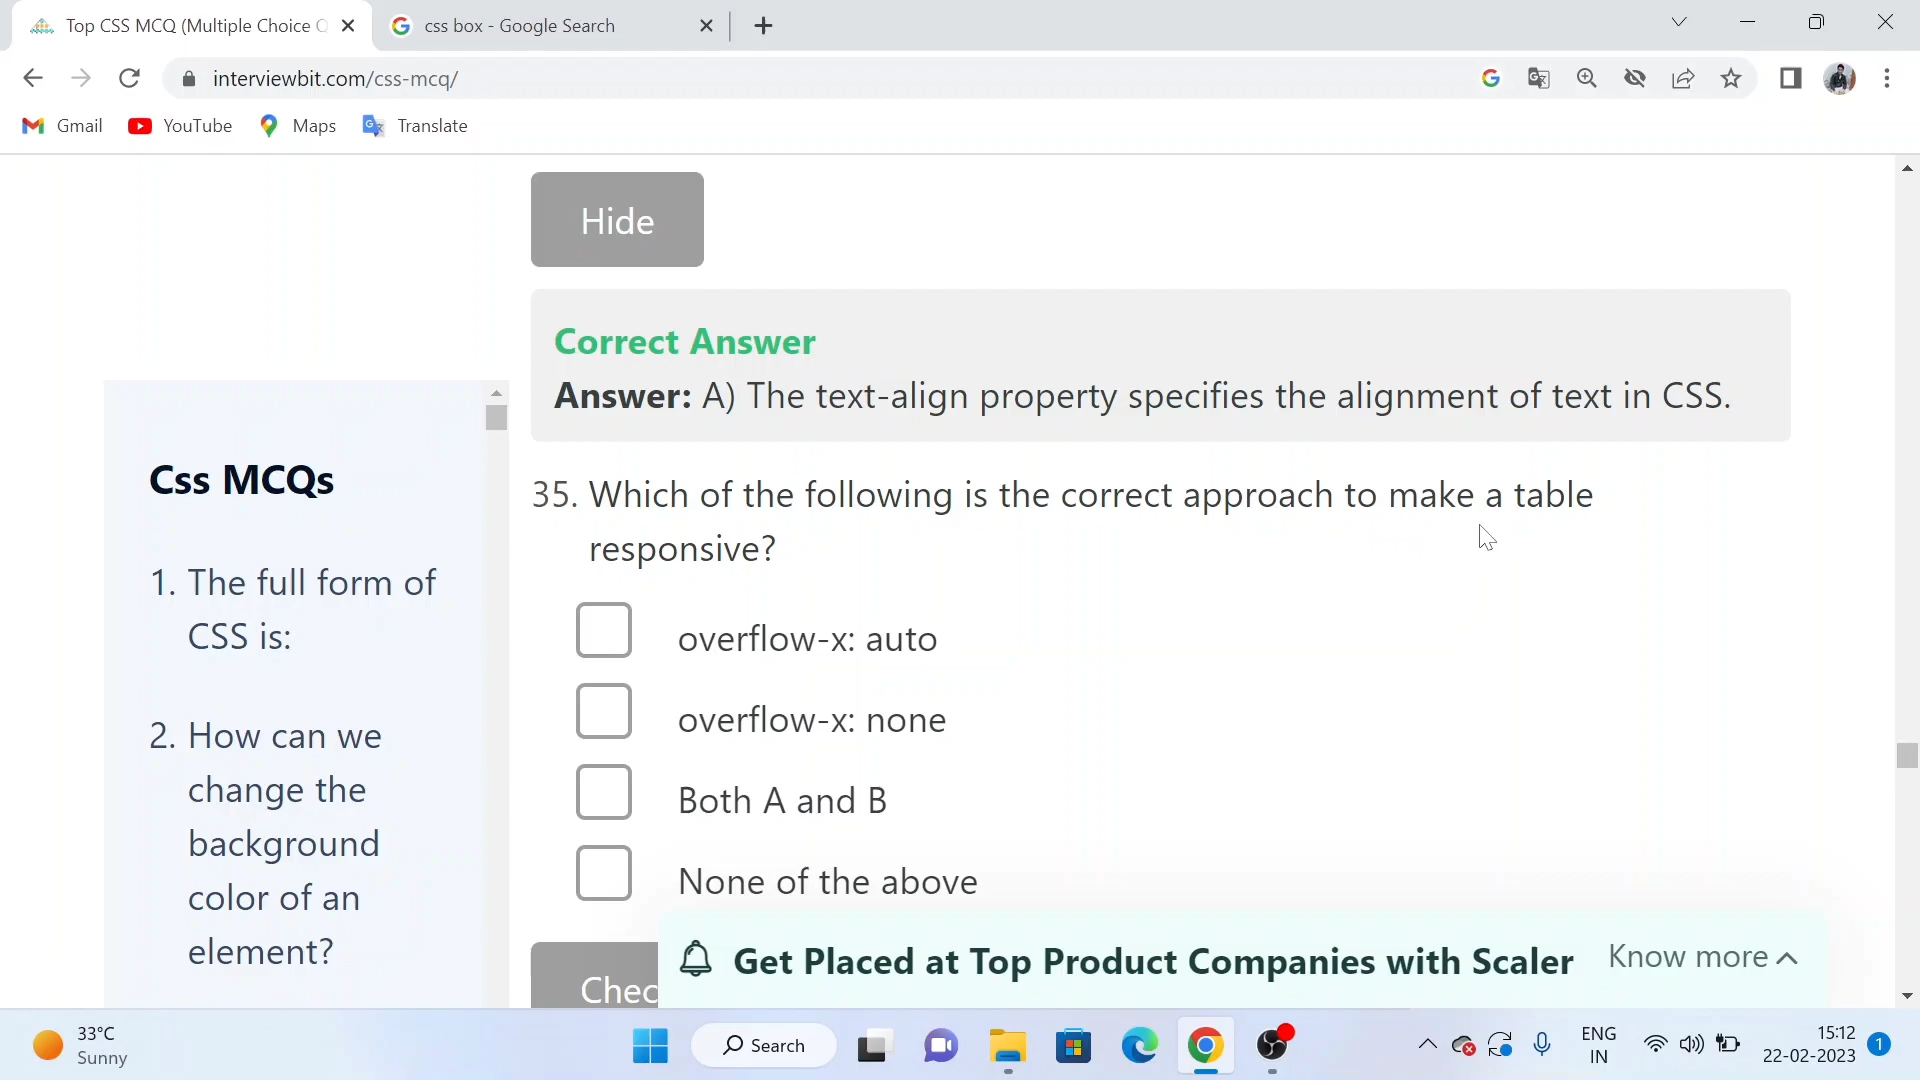 Top CSS MCQ (Multiple Choice Q
css box - Google Search
interviewbit.com/css-mcq/
Gmail
YouTube
Maps
Translate
Hide
Correct Answer
Answer: A) The text-align property specifies the alignment of text in CSS.
Css MCQs
1. The full form of
CSS is:
2. How can we
change the
background
color of an
element?
35. Which of the following is the correct approach to make a table
responsive?
overflow-x: auto
overflow-x: none
Both A and B
None of the above
Chec
Get Placed at Top Product Companies with Scaler
Know more
33°C
Sunny
Search
ENG
IN
15:12
22-02-2023
1